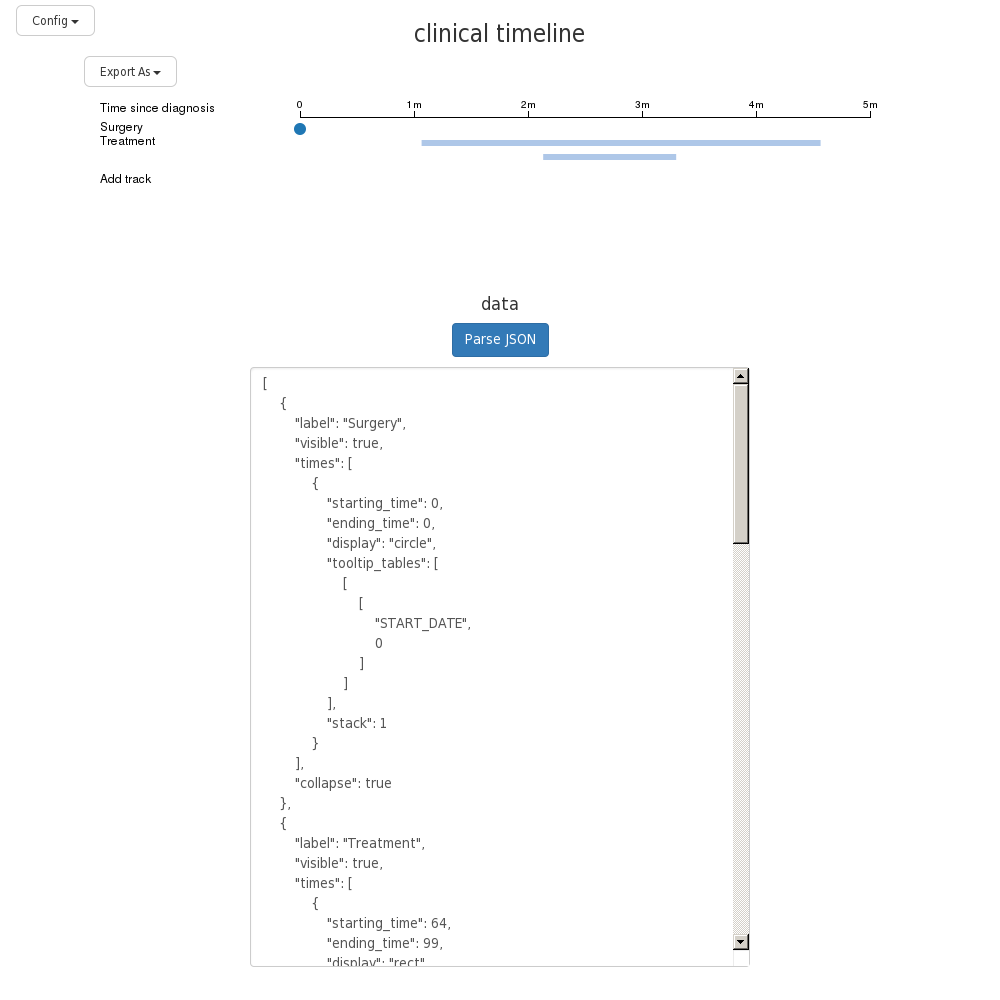 Config
clinical timeline
Export As
Time since diagnosis 0 1m 2m 3m 4m 5m
Surgery
Treatment
Add track
data
Parse JSON
[
{
"label": "Surgery",
"visible": true,
"times": [
{
"starting_time": 0,
"ending_time": 0,
"display": "circle",
"tooltip_tables": [
[
[
"START_DATE",
0
]
]
],
"stack": 1
}
],
"collapse": true
},
{
"label": "Treatment",
"visible": true,
"times": [
{
"starting_time": 64,
"ending_time": 99,
"display": "rect"